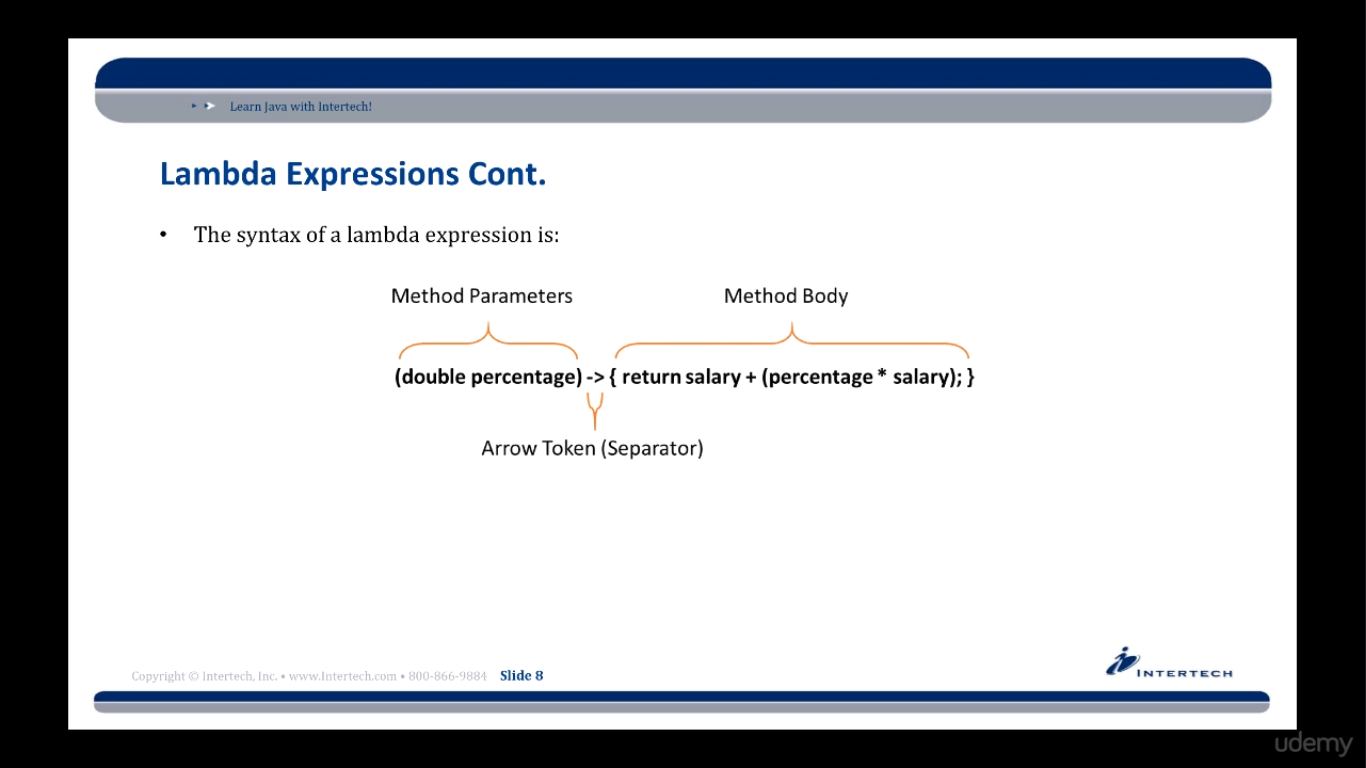 Learn Java with Intertech!
Lambda Expressions Cont.
• The syntax of a lambda expression is:
Method Parameters Method Body
(double percentage) -> { return salary + (percentage * salary); }
Arrow Token (Separator)
Copyright © Intertech, Inc. • www.Intertech.com • 800-866-9884 Slide 8
INTERTECH
udemy